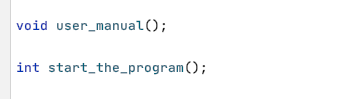 void user_manual();
int start_the_program();